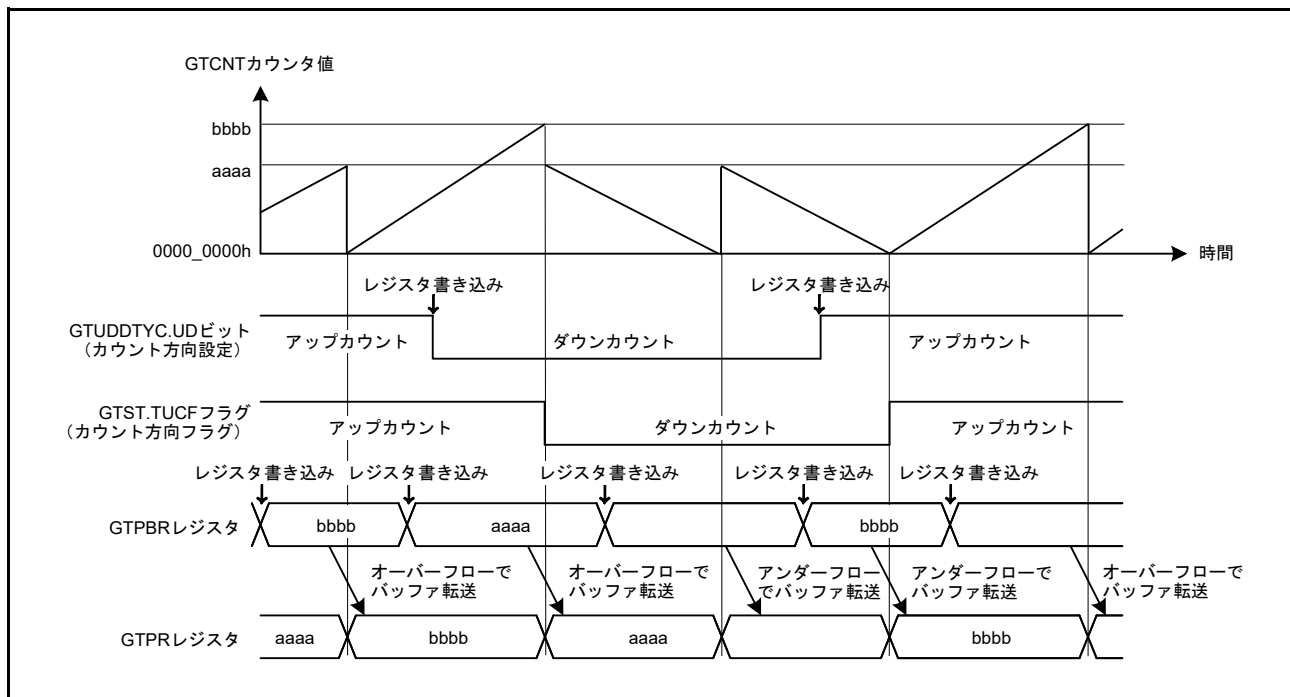 GTCNTカウンタ値
bbbb
aaaa
0000_0000h
時間
レジスタ書き込み
レジスタ書き込み
GTUDDTYC.UDビット
（カウント方向設定）
アップカウント
ダウンカウント
アップカウント
GTST.TUCFフラグ
（カウント方向フラグ）
アップカウント
ダウンカウント
アップカウント
レジスタ書き込み
レジスタ書き込み
レジスタ書き込み
レジスタ書き込み
レジスタ書き込み
GTPBRレジスタ
bbbb
aaaa
bbbb
オーバーフローで
バッファ転送
オーバーフローで
バッファ転送
アンダーフロー
でバッファ転送
アンダーフローで
バッファ転送
オーバーフローで
バッファ転送
GTPRレジスタ
aaaa
bbbb
aaaa
bbbb